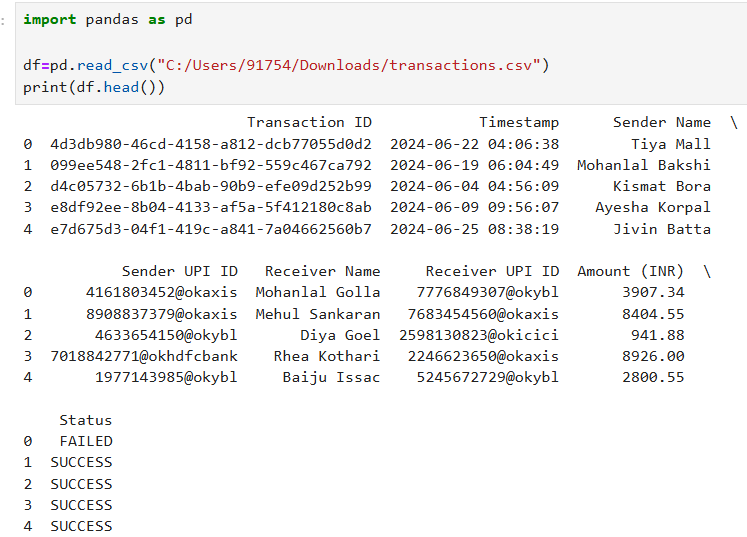 :
import pandas as pd
df=pd.read_csv("C:/Users/91754/Downloads/transactions.csv")
print(df.head())
Transaction ID Timestamp Sender Name \
0 4d3db980-46cd-4158-a812-dcb77055d0d2 2024-06-22 04:06:38 Tiya Mall
1 099ee548-2fc1-4811-bf92-559c467ca792 2024-06-19 06:04:49 Mohanlal Bakshi
2 d4c05732-6b1b-4bab-90b9-efe09d252b99 2024-06-04 04:56:09 Kismat Bora
3 e8df92ee-8b04-4133-af5a-5f412180c8ab 2024-06-09 09:56:07 Ayesha Korpal
4 e7d675d3-04f1-419c-a841-7a04662560b7 2024-06-25 08:38:19 Jivin Batta
Sender UPI ID Receiver Name Receiver UPI ID Amount (INR) \
0 4161803452@okaxis Mohanlal Golla 7776849307@okybl 3907.34
1 8908837379@okaxis Mehul Sankaran 7683454560@okaxis 8404.55
2 4633654150@okybl Diya Goel 2598130823@okicici 941.88
3 7018842771@okhdfcbank Rhea Kothari 2246623650@okaxis 8926.00
4 1977143985@okybl Baiju Issac 5245672729@okybl 2800.55
Status
0 FAILED
1 SUCCESS
2 SUCCESS
3 SUCCESS
4 SUCCESS